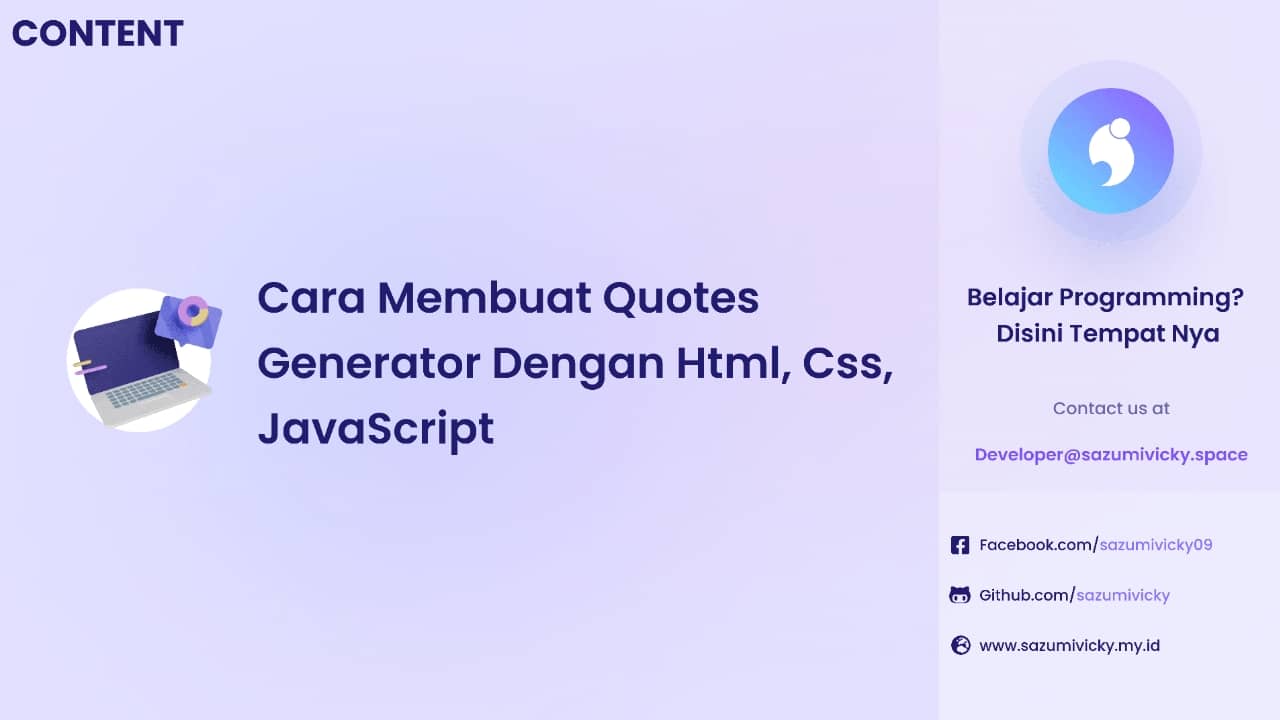 CONTENT
Cara Membuat Quotes
Generator Dengan Html, Css,
JavaScript
Belajar Programming?
Disini Tempat Nya
Contact us at
Developer@sazumivicky.space
Facebook.com/sazumivicky09
Github.com/sazumivicky
www.sazumivicky.my.id